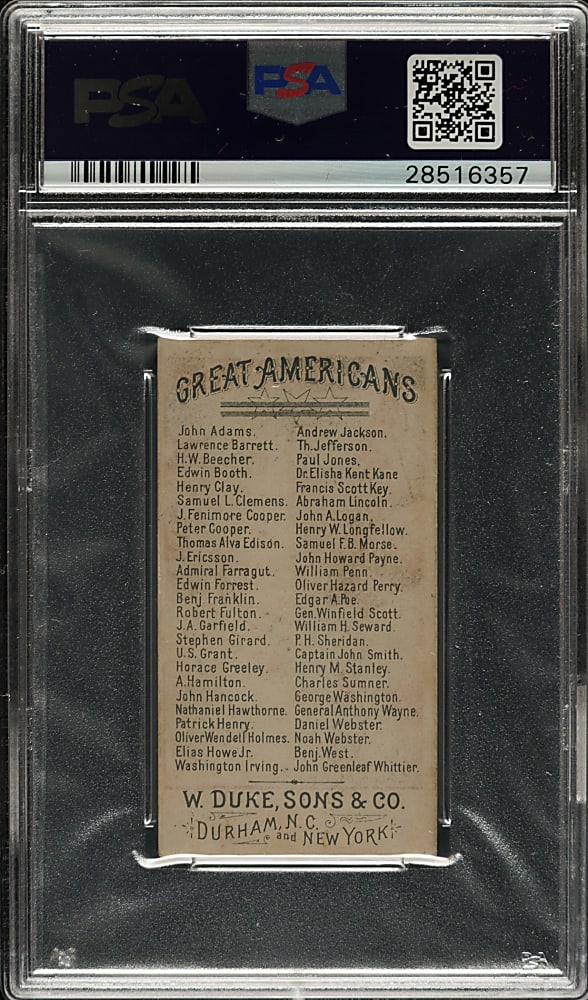 PSA
PSA
28516357
GREAT AMERICANS
John Adams. Andrew Jackson.
Lawrence Barrett. Th. Jefferson.
H.W. Beecher. Paul Jones,
Edwin Booth. Dr. Elisha Kent Kane
Henry Clay. Francis Scott Key.
Samuel L. Clemens. Abraham Lincoln.
J. Fenimore Cooper. John A. Logan.
Peter Cooper. Henry W. Longfellow.
Thomas Alva Edison. Samuel F.B. Morse.
J. Ericsson. John Howard Payne.
Admiral Farragut. William Penn.
Edwin Forrest. Oliver Hazard Perry.
Benj. Franklin. Edgar A. Poe.
Robert Fulton. Gen. Winfield Scott.
J.A. Garfield. William H. Seward.
Stephen Girard. P.H. Sheridan.
U.S. Grant. Captain John Smith.
Horace Greeley. Henry M. Stanley.
A. Hamilton. Charles Sumner.
John Hancock. George Washington.
Nathaniel Hawthorne. General Anthony Wayne.
Patrick Henry. Daniel Webster.
Oliver Wendell Holmes. Noah Webster.
Elias Howe Jr. Benj. West.
Washington Irving. John Greenleaf Whittier.
W. DUKE, SONS & CO.
DURHAM, N.C. and NEW YORK
PSA